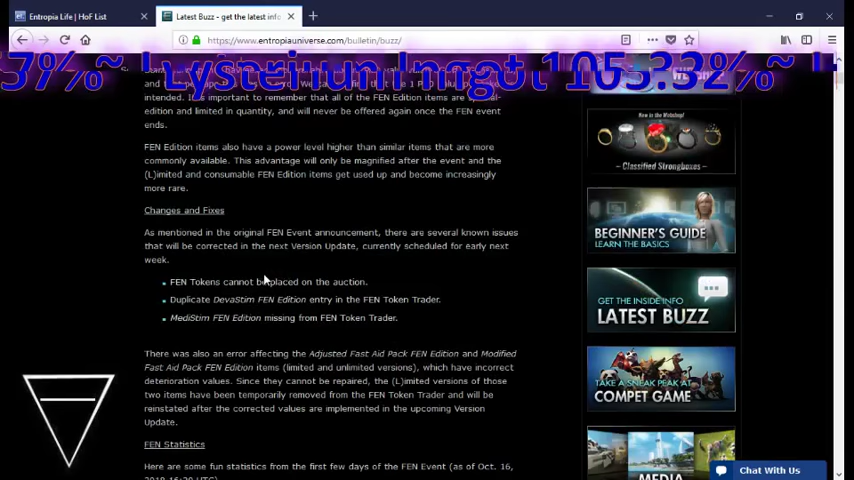 Entropia Life | HoF List
Latest Buzz - get the latest info
https://www.entropiauniverse.com/bulletin/buzz/
Lysterium Ingot 1053.32%~
intended. It is important to remember that all of the FEN Edition items are special-
edition and limited in quantity, and will never be offered again once the FEN event
ends.
FEN Edition items also have a power level higher than similar items that are more
commonly available. This advantage will only be magnified after the event and the
(L)imited and consumable FEN Edition items get used up and become increasingly
more rare.
Changes and Fixes
As mentioned in the original FEN Event announcement, there are several known issues
that will be corrected in the next Version Update, currently scheduled for early next
week.
FEN Tokens cannot be placed on the auction.
Duplicate DevaStim FEN Edition entry in the FEN Token Trader.
MediStim FEN Edition missing from FEN Token Trader.
There was also an error affecting the Adjusted Fast Aid Pack FEN Edition and Modified
Fast Aid Pack FEN Edition items (limited and unlimited versions), which have incorrect
deterioration values. Since they cannot be repaired, the (L)imited versions of those
two items have been temporarily removed from the FEN Token Trader and will be
reinstated after the corrected values are implemented in the upcoming Version
Update.
FEN Statistics
Here are some fun statistics from the first few days of the FEN Event (as of Oct. 16,
New in the Webshop!
~ Classified Strongboxes ~
BEGINNER'S GUIDE
LEARN THE BASICS
GET THE INSIDE INFO
LATEST BUZZ
TAKE A SNEAK PEAK AT
COMPET GAME
MEDIA
Chat With Us